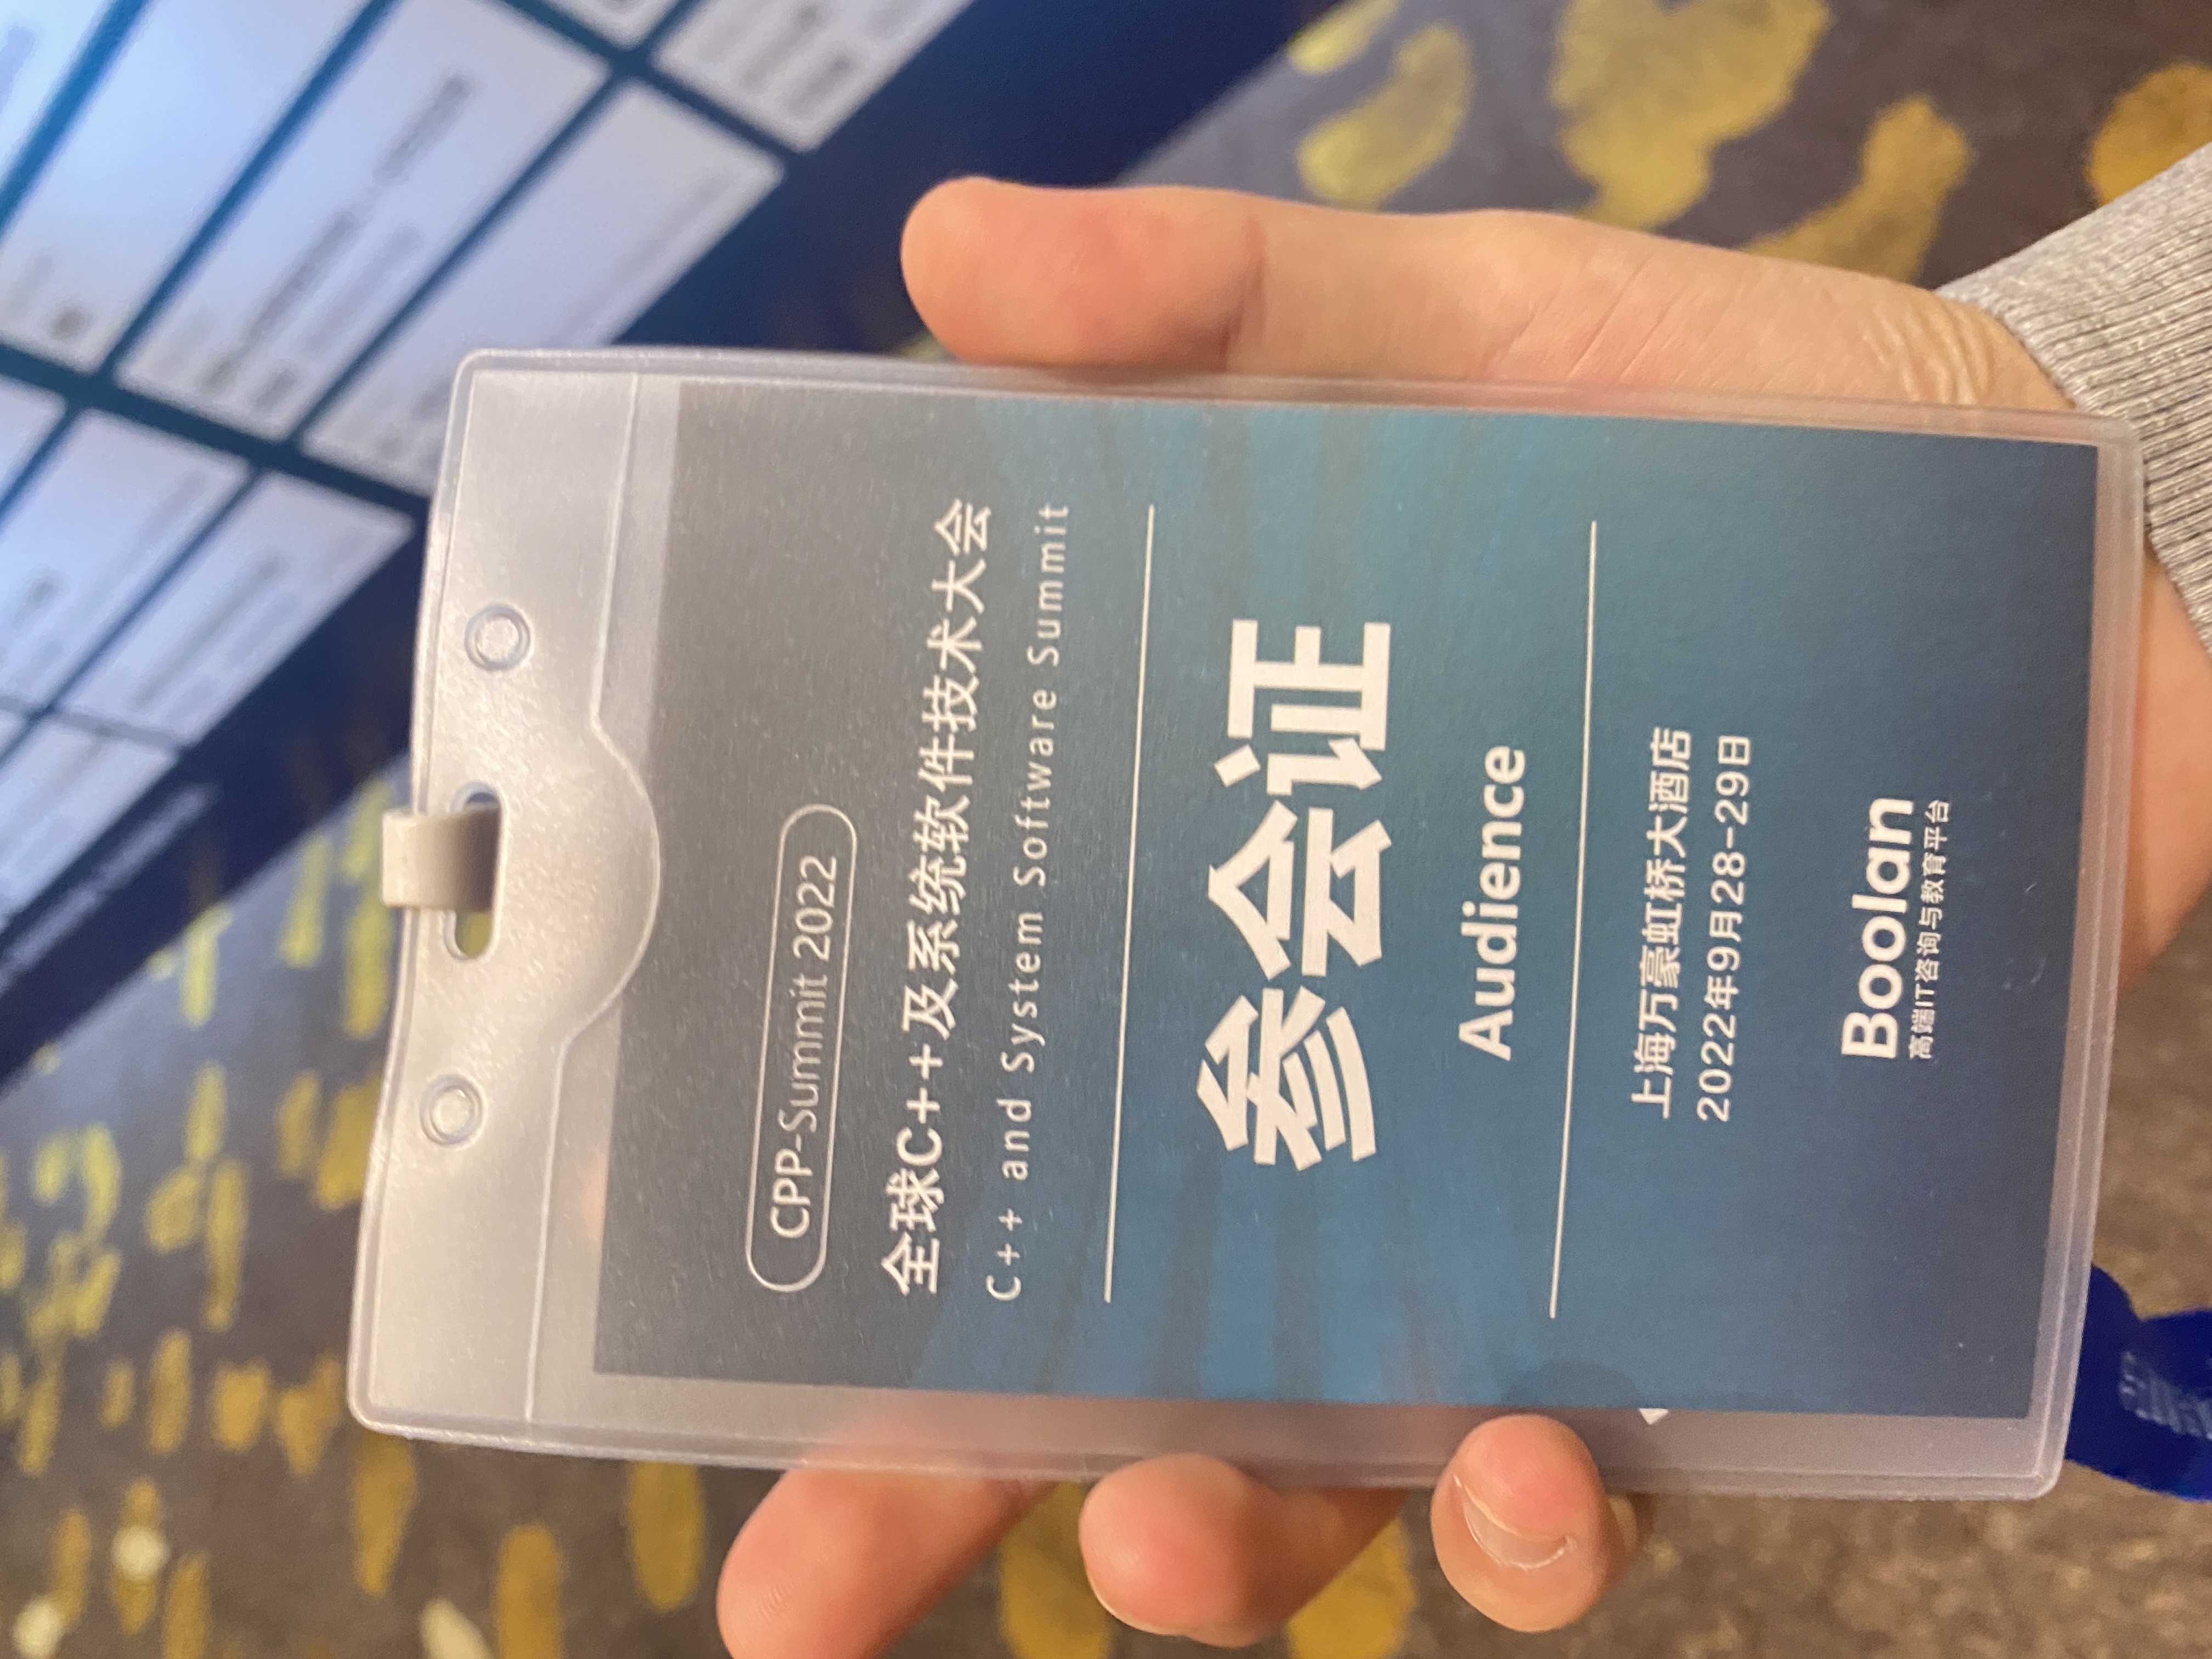 CPP-Summit 2022
全球C++及系统软件技术大会
C++ and System Software Summit
参会证
Audience
上海万豪虹桥大酒店
2022年9月28-29日
Boolan
高端IT咨询与教育平台